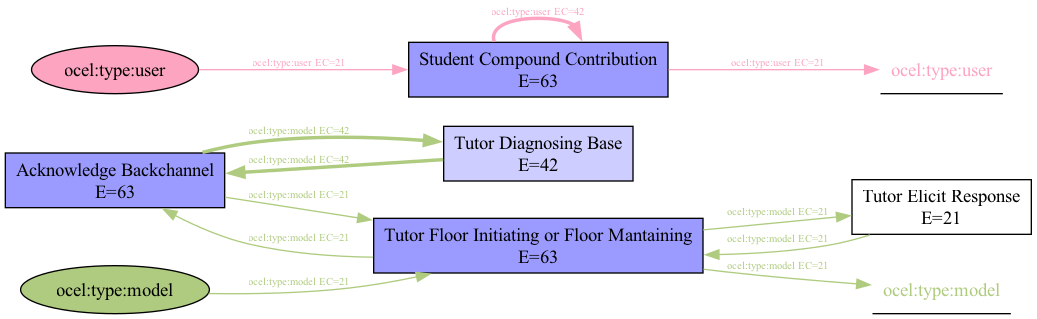 ocel:type:user EC=42
ocel:type:user
ocel:type:user EC=21
Student Compound Contribution
E=63
ocel:type:user EC=21
ocel:type:user
ocel:type:model EC=42
Tutor Diagnosing Base
E=42
ocel:type:model EC=42
Acknowledge Backchannel
E=63
ocel:type:model EC=21
Tutor Elicit Response
E=21
ocel:type:model EC=21
Tutor Floor Initiating or Floor Mantaining
E=63
ocel:type:model EC=21
ocel:type:model EC=21
ocel:type:model EC=21
ocel:type:model
ocel:type:model EC=21
ocel:type:model